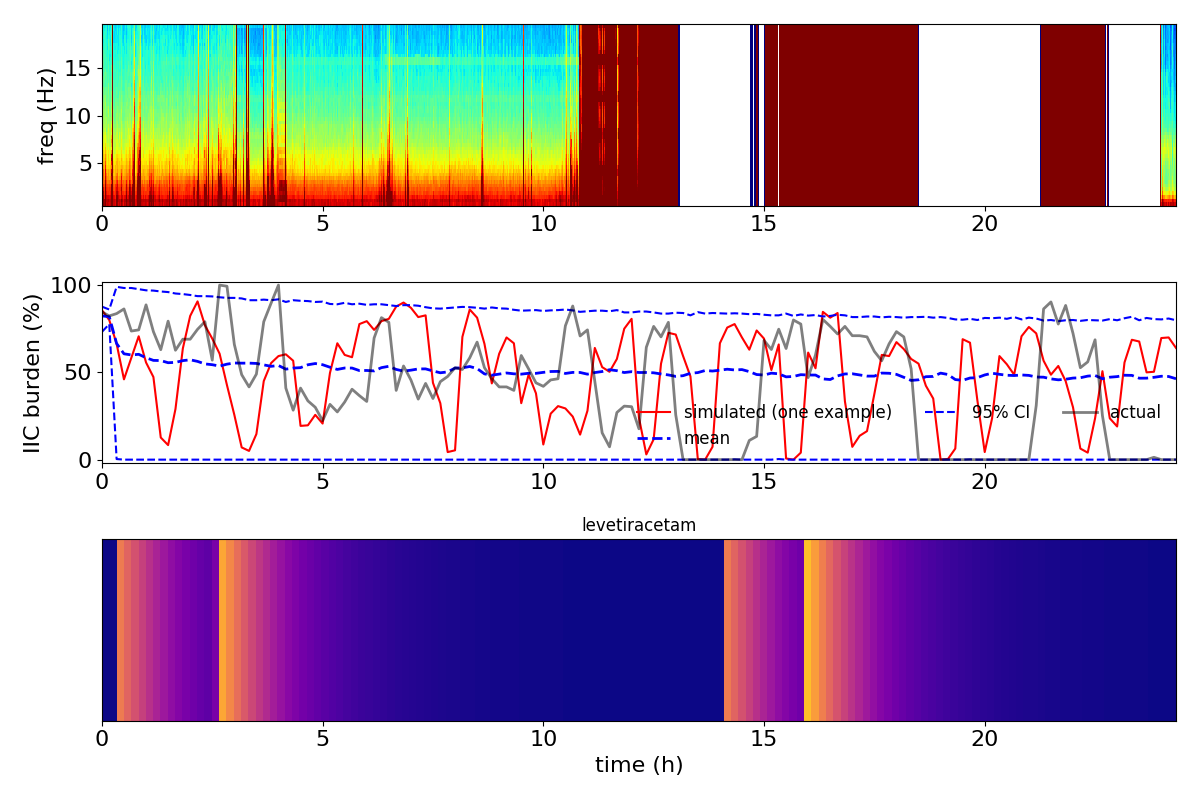 freq (Hz)
15
10
5
0 5 10 15 20
IIC burden (%)
100
50
0
simulated (one example) 95% CI actual
mean
0 5 10 15 20
levetiracetam
0 5 10 15 20
time (h)